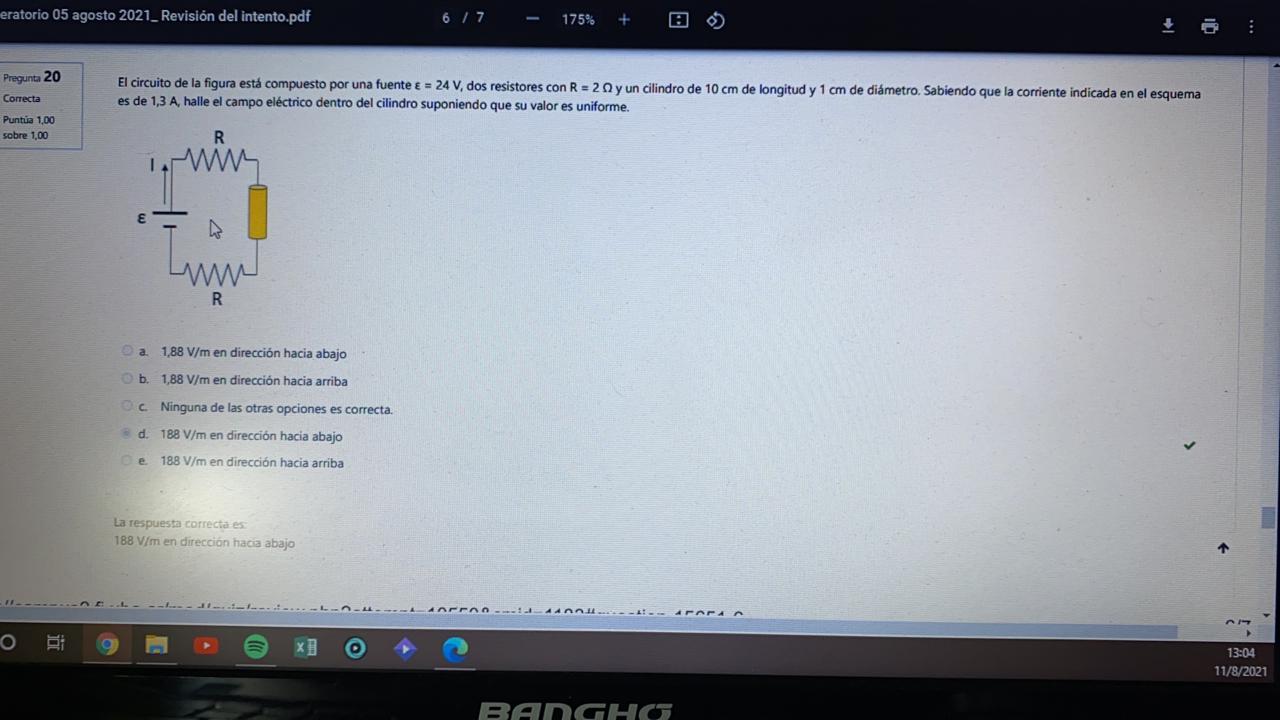 eratorio 05 agosto 2021_ Revisión del intento.pdf
6 / 7
175%
Pregunta 20
Correcta
Puntúa 1,00
sobre 1,00
El circuito de la figura está compuesto por una fuente ε = 24 V, dos resistores con R = 2 Ω y un cilindro de 10 cm de longitud y 1 cm de diámetro. Sabiendo que la corriente indicada en el esquema
es de 1,3 A, halle el campo eléctrico dentro del cilindro suponiendo que su valor es uniforme.
R
I
ε
R
a. 1,88 V/m en dirección hacia abajo
b. 1,88 V/m en dirección hacia arriba
c. Ninguna de las otras opciones es correcta.
d. 188 V/m en dirección hacia abajo
e. 188 V/m en dirección hacia arriba
La respuesta correcta es:
188 V/m en dirección hacia abajo
13:04
11/8/2021
BANGHO